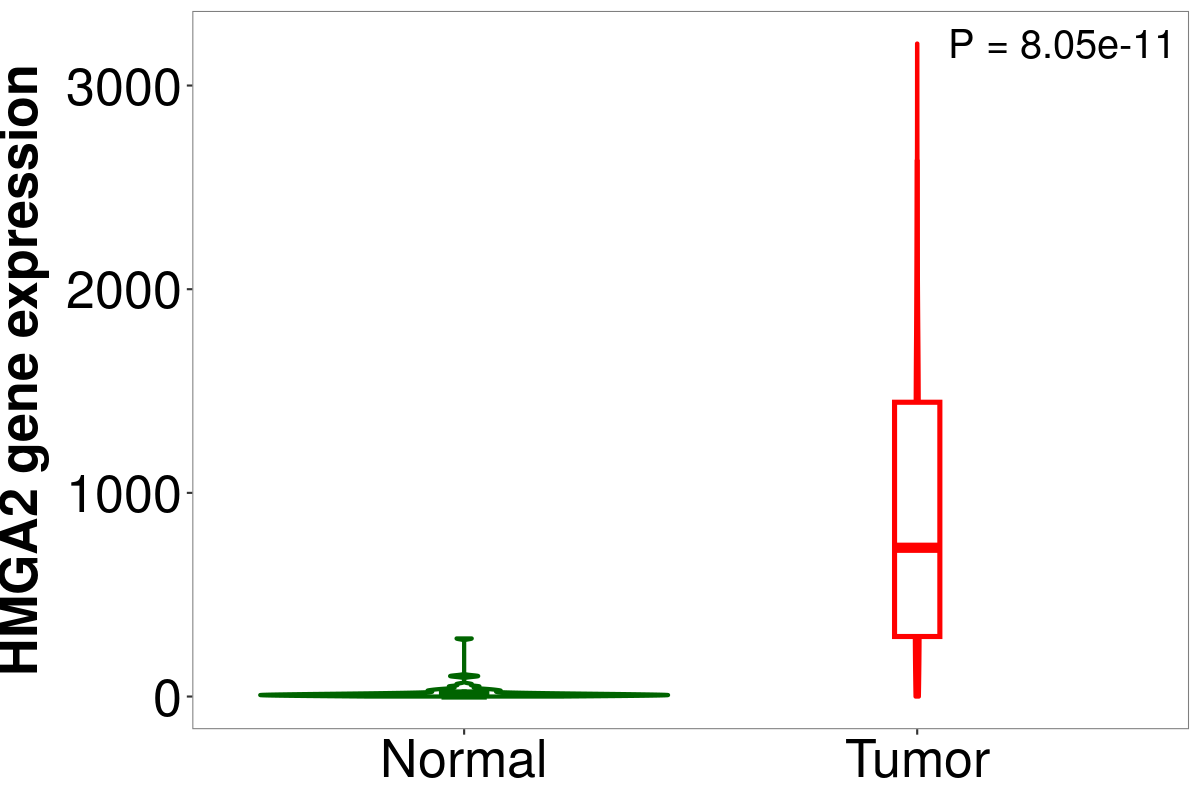 HMGA2 gene expression
P = 8.05e-11
3000
2000
1000
0
Normal
Tumor